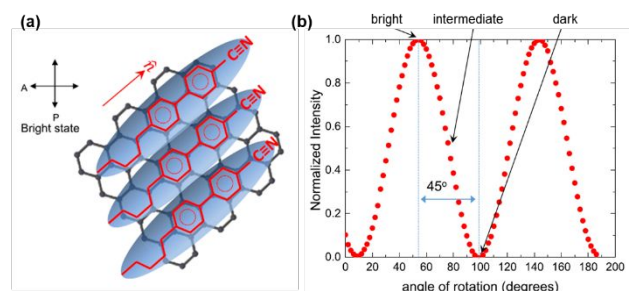 (a)
C≡N
C≡N
C≡N
n̂
A
P
Bright state
(b)
bright
intermediate
dark
Normalized Intensity
1.0
0.8
0.6
0.4
0.2
0.0
45°
0 20 40 60 80 100 120 140 160 180 200
angle of rotation (degrees)